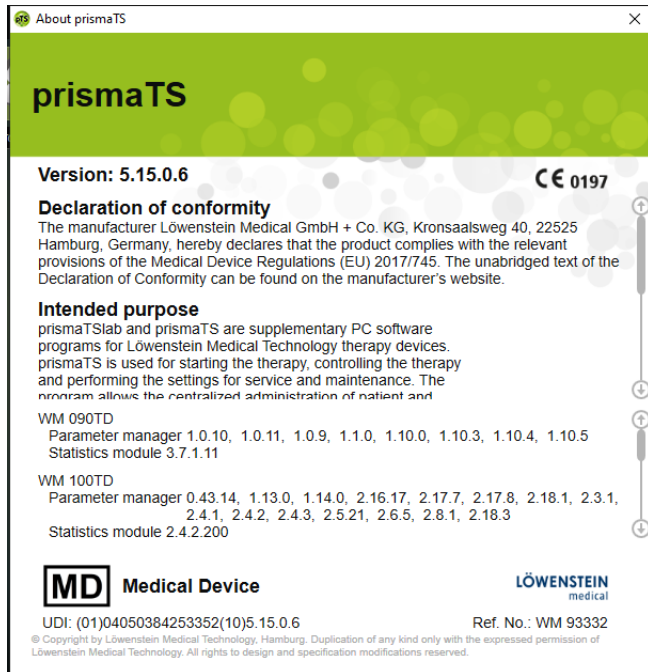 pTS About prismaTS
prismaTS
Version: 5.15.0.6
CE 0197
Declaration of conformity
The manufacturer Löwenstein Medical GmbH + Co. KG, Kronsaalsweg 40, 22525
Hamburg, Germany, hereby declares that the product complies with the relevant
provisions of the Medical Device Regulations (EU) 2017/745. The unabridged text of the
Declaration of Conformity can be found on the manufacturer's website.
Intended purpose
prismaTSlab and prismaTS are supplementary PC software
programs for Löwenstein Medical Technology therapy devices.
prismaTS is used for starting the therapy, controlling the therapy
and performing the settings for service and maintenance. The
program allows the centralized administration of patient and
WM 090TD
Parameter manager 1.0.10, 1.0.11, 1.0.9, 1.1.0, 1.10.0, 1.10.3, 1.10.4, 1.10.5
Statistics module 3.7.1.11
WM 100TD
Parameter manager 0.43.14, 1.13.0, 1.14.0, 2.16.17, 2.17.7, 2.17.8, 2.18.1, 2.3.1,
2.4.1, 2.4.2, 2.4.3, 2.5.21, 2.6.5, 2.8.1, 2.18.3
Statistics module 2.4.2.200
MD Medical Device
LÖWENSTEIN
medical
UDI: (01)04050384253352(10)5.15.0.6
Ref. No.: WM 93332
© Copyright by Löwenstein Medical Technology, Hamburg. Duplication of any kind only with the expressed permission of
Löwenstein Medical Technology. All rights to design and specification modifications reserved.